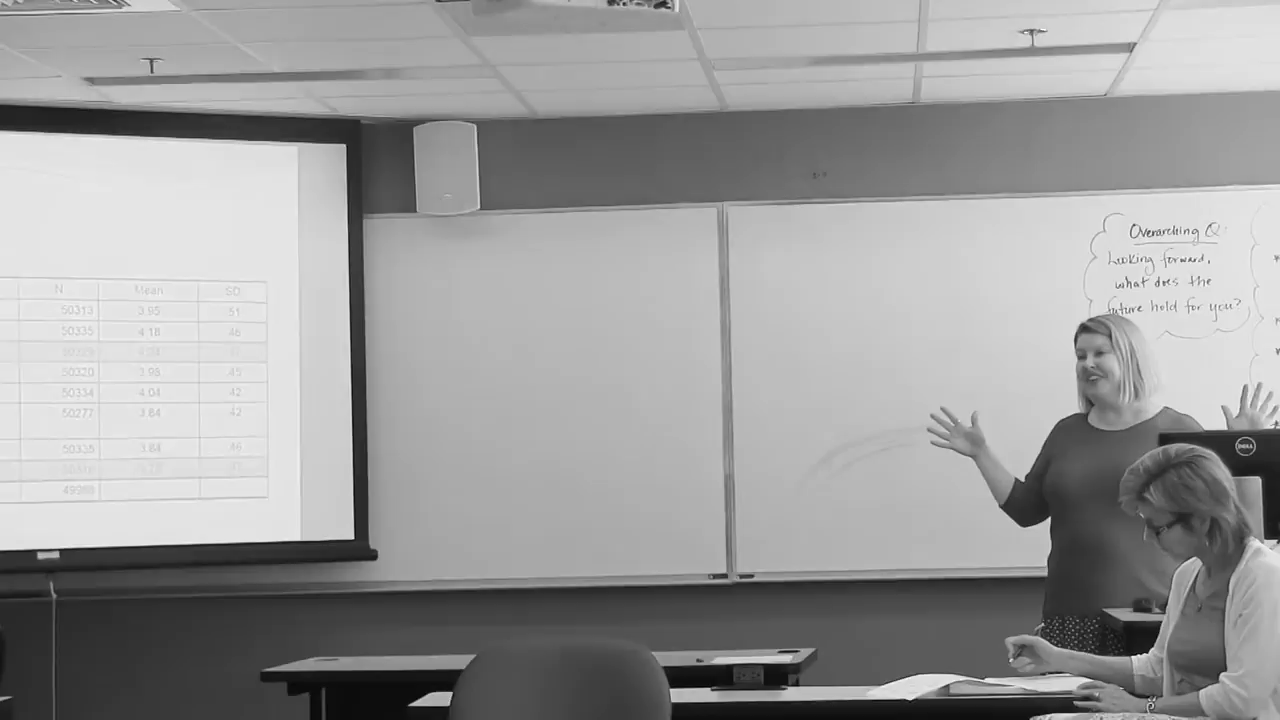 N Mean SD
50313 3.95 .51
50335 4.18 .46
50320 3.98 .45
50334 4.04 .42
50277 3.84 .42
50335 3.84 .46
Overarching Q:
Looking forward,
what does the
future hold for you?
DELL